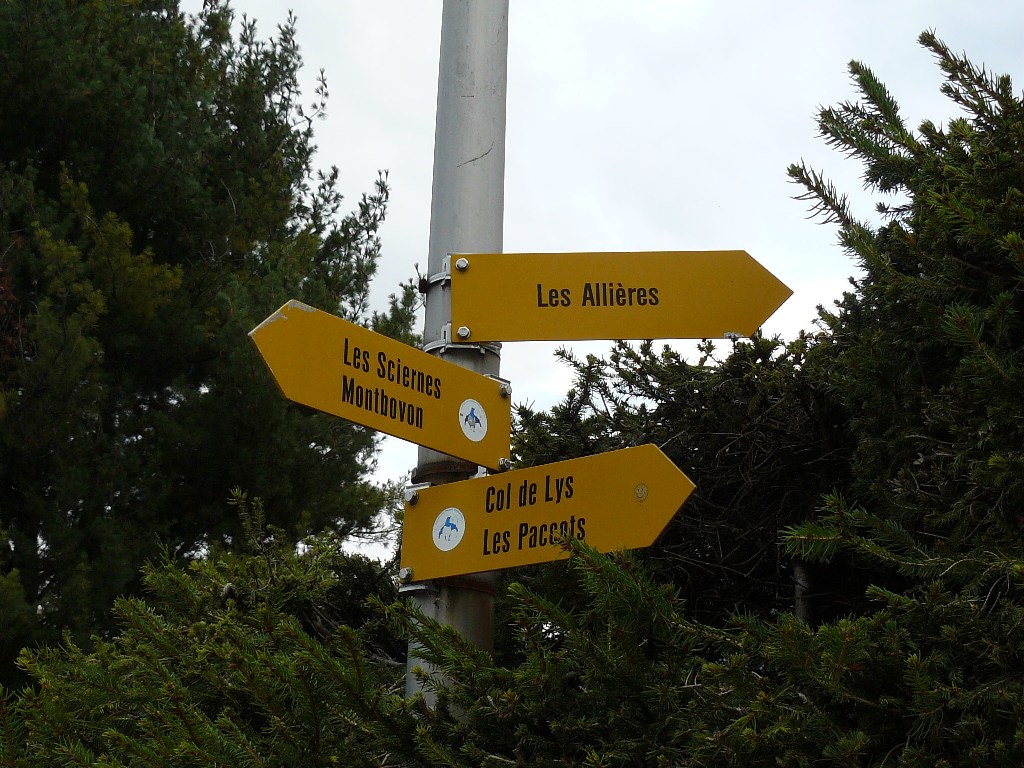 Les Allières
Les Sciernes
Montbovon
Col de Lys
Les Paccots